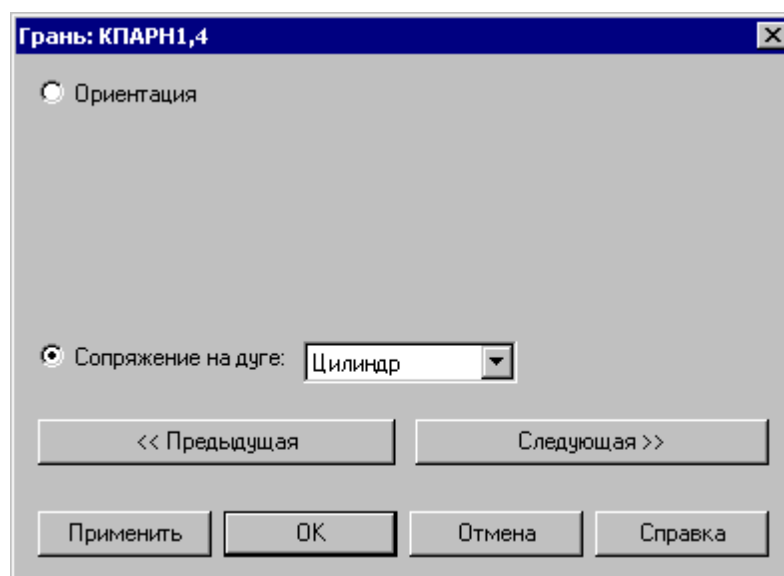 Грань: КПАРН1,4
Ориентация
Сопряжение на дуге: Цилиндр
<< Предыдущая Следующая >>
Применить OK Отмена Справка